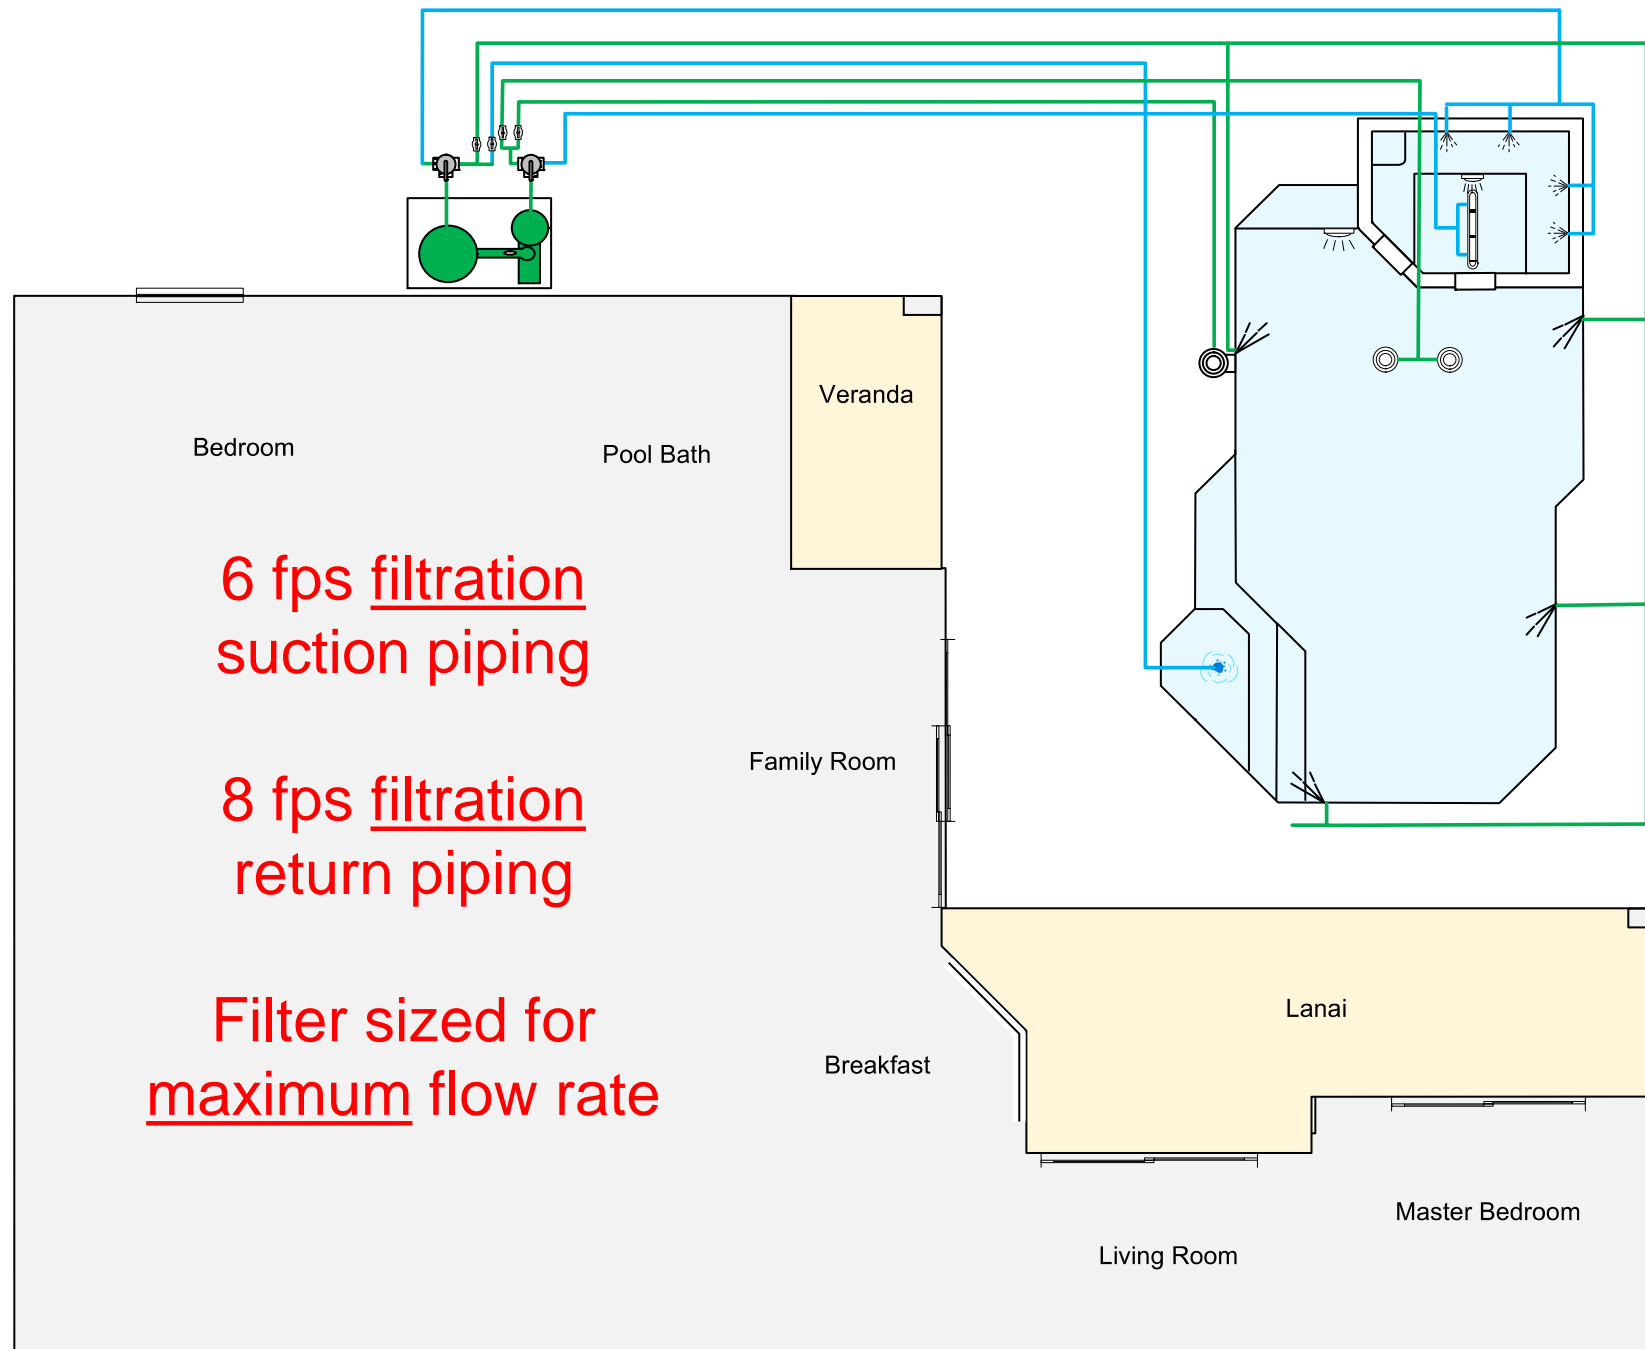 Veranda
Bedroom
Pool Bath
6 fps filtration
suction piping
Family Room
8 fps filtration
return piping
Filter sized for
maximum flow rate
Lanai
Breakfast
Master Bedroom
Living Room